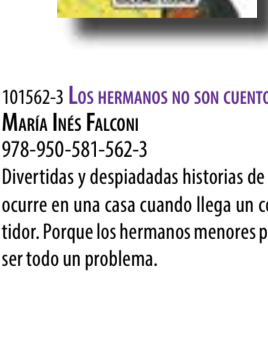 101562-3 Los hermanos no son cuento
María Inés Falconi
978-950-581-562-3
Divertidas y despiadadas historias de
ocurre en una casa cuando llega un
tidor. Porque los hermanos menores
ser todo un problema.